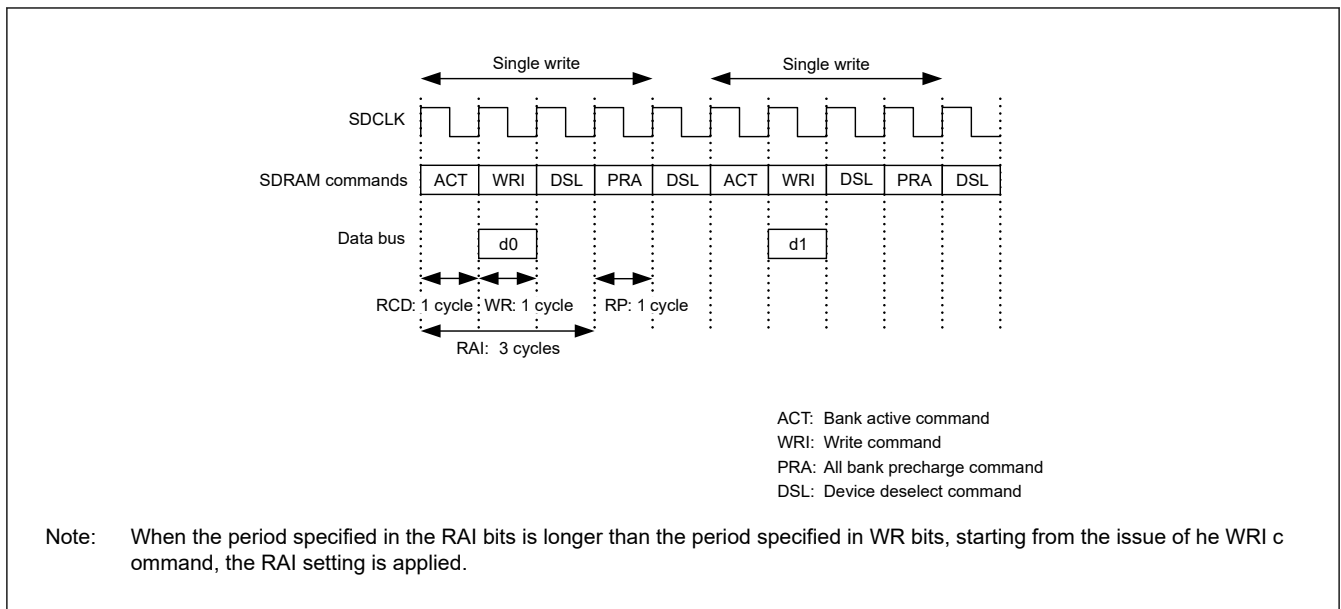 Single write Single write
SDCLK
SDRAM commands ACT WRI DSL PRA DSL ACT WRI DSL PRA DSL
Data bus d0 d1
RCD: 1 cycle WR: 1 cycle RP: 1 cycle
RAI: 3 cycles
ACT: Bank active command
WRI: Write command
PRA: All bank precharge command
DSL: Device deselect command
Note: When the period specified in the RAI bits is longer than the period specified in WR bits, starting from the issue of he WRI c
ommand, the RAI setting is applied.